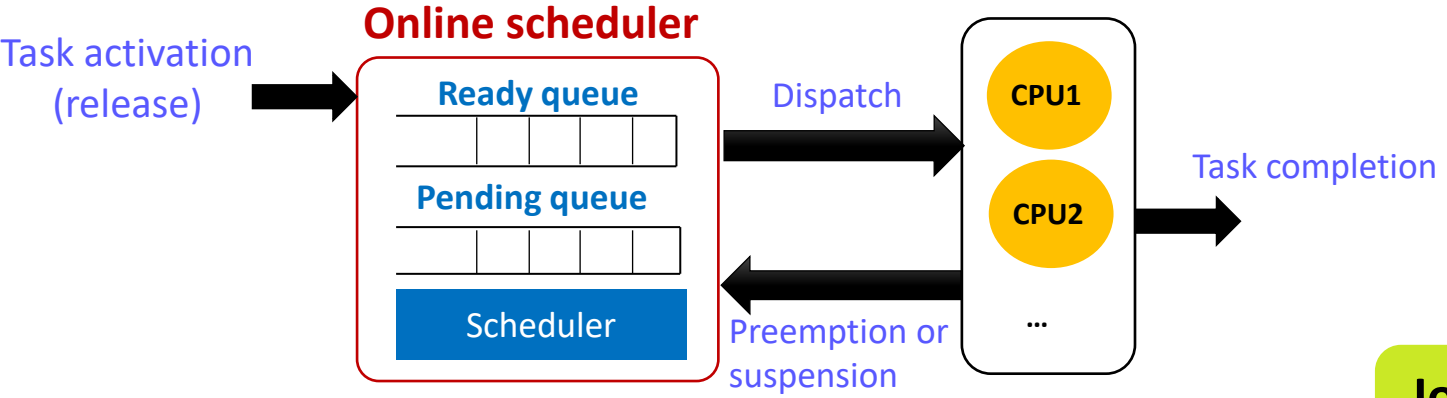 Online scheduler
Task activation
(release)
Ready queue
Pending queue
Scheduler
Dispatch
Preemption or
suspension
CPU1
CPU2
...
Task completion